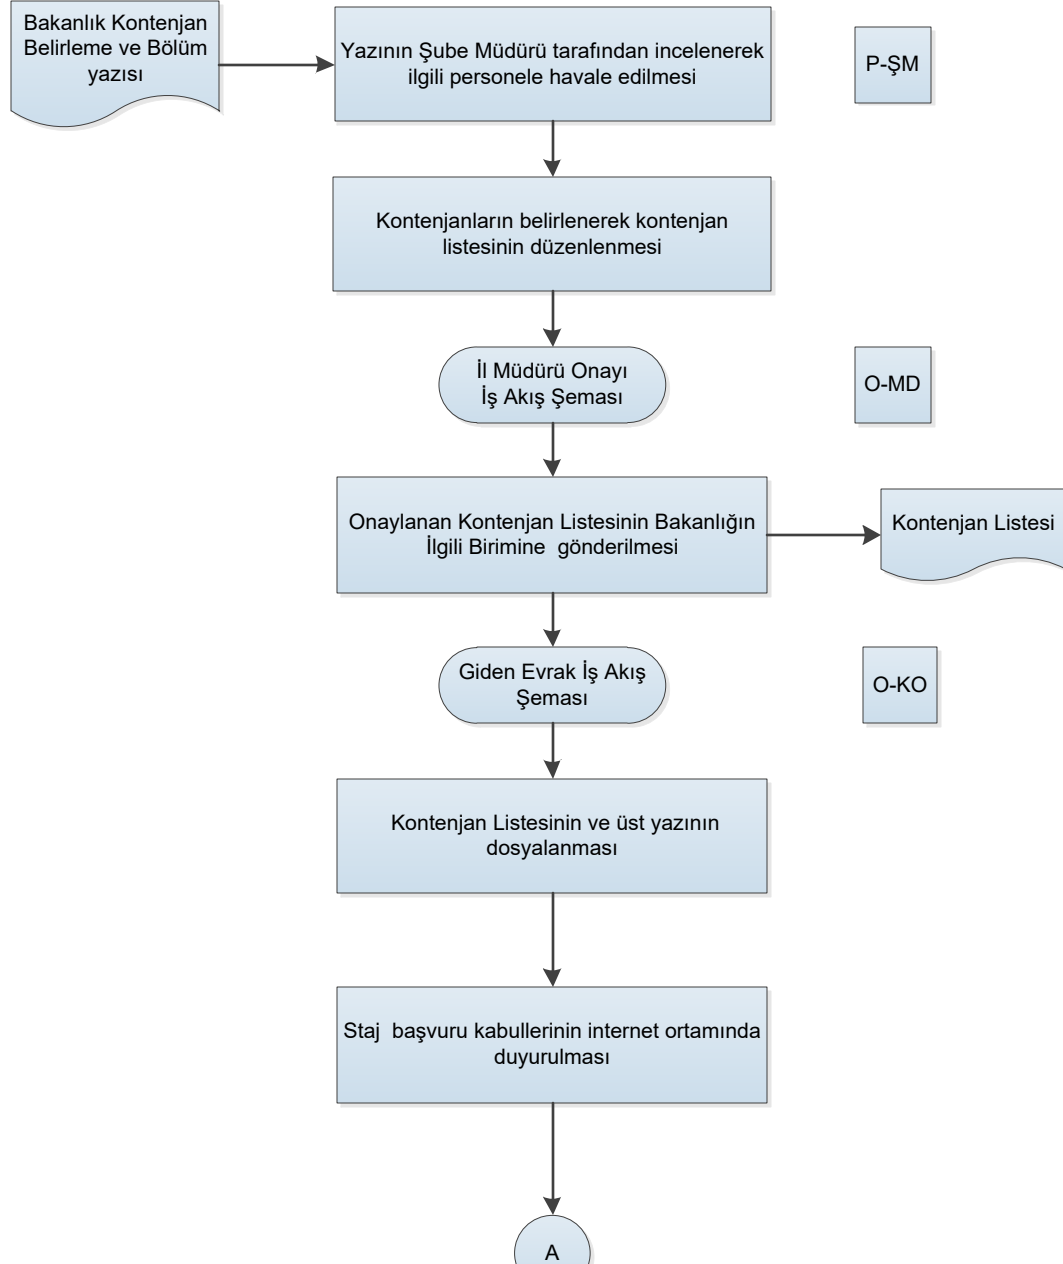 Bakanlık Kontenjan
Belirleme ve Bölüm
yazısı
Yazının Şube Müdürü tarafından incelenerek
ilgili personele havale edilmesi
P-ŞM
Kontenjanların belirlenerek kontenjan
listesinin düzenlenmesi
İl Müdürü Onayı
İş Akış Şeması
O-MD
Onaylanan Kontenjan Listesinin Bakanlığın
İlgili Birimine  gönderilmesi
Kontenjan Listesi
Giden Evrak İş Akış
Şeması
O-KO
Kontenjan Listesinin ve üst yazının
dosyalanması
Staj  başvuru kabullerinin internet ortamında
duyurulması
A